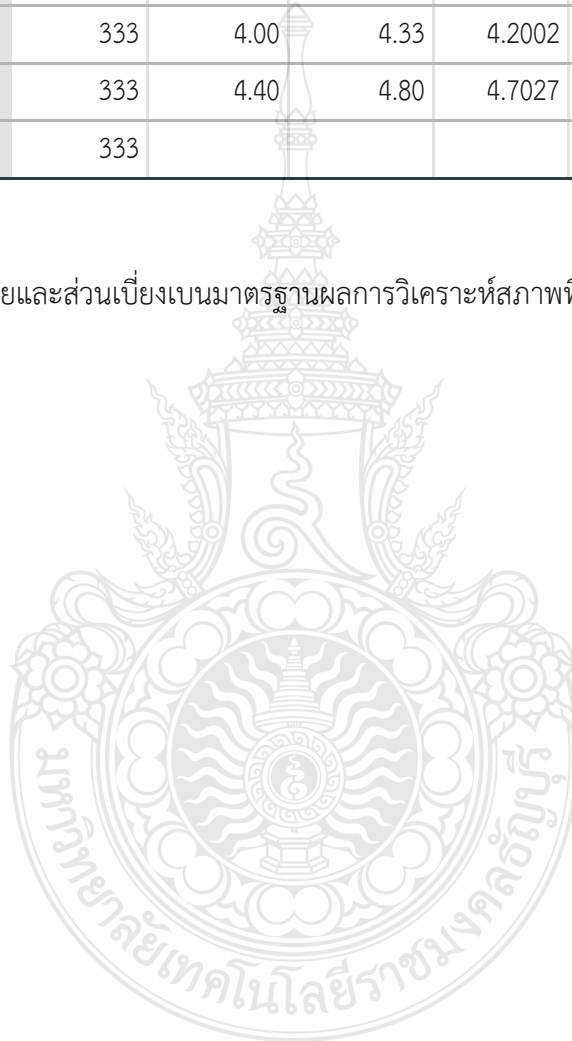 333 4.00 4.33 4.2002
333 4.40 4.80 4.7027
333
ยและส่วนเบี่ยงเบนมาตรฐานผลการวิเคราะห์สภาพที
มหาวิทยาลัยเทคโนโลยีราชมงคลธัญบุรี